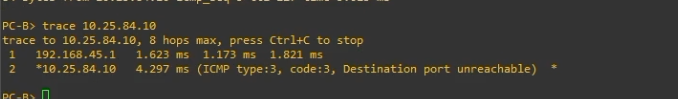 PC-B> trace 10.25.84.10
trace to 10.25.84.10, 8 hops max, press Ctrl+C to stop
 1   192.168.45.1   1.623 ms  1.173 ms  1.821 ms
 2   *10.25.84.10   4.297 ms (ICMP type:3, code:3, Destination port unreachable)  *
PC-B>